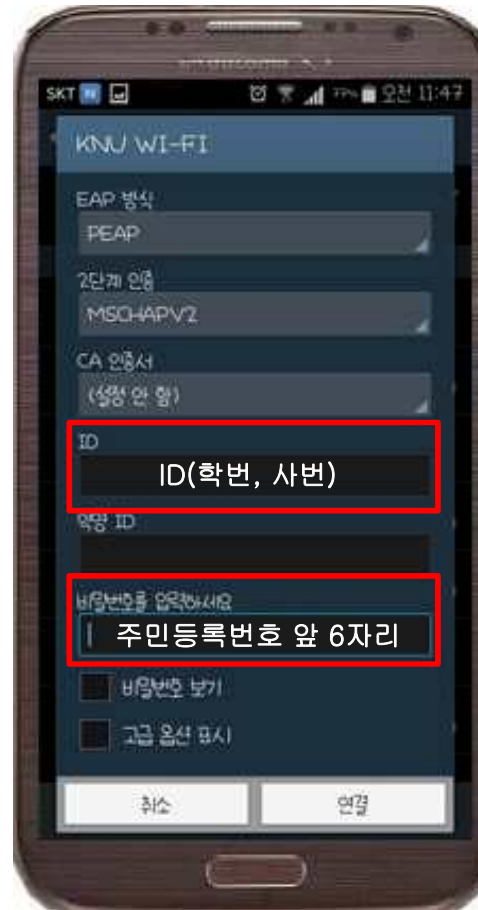 SKT 77% 오전 11:47
KNU WI-FI
EAP 방식
PEAP
2단계 인증
MSCHAPV2
CA 인증서
(설정 안 함)
ID
ID(학번, 사번)
익명 ID
비밀번호를 입력하세요
주민등록번호 앞 6자리
비밀번호 보기
고급 옵션 표시
취소 연결